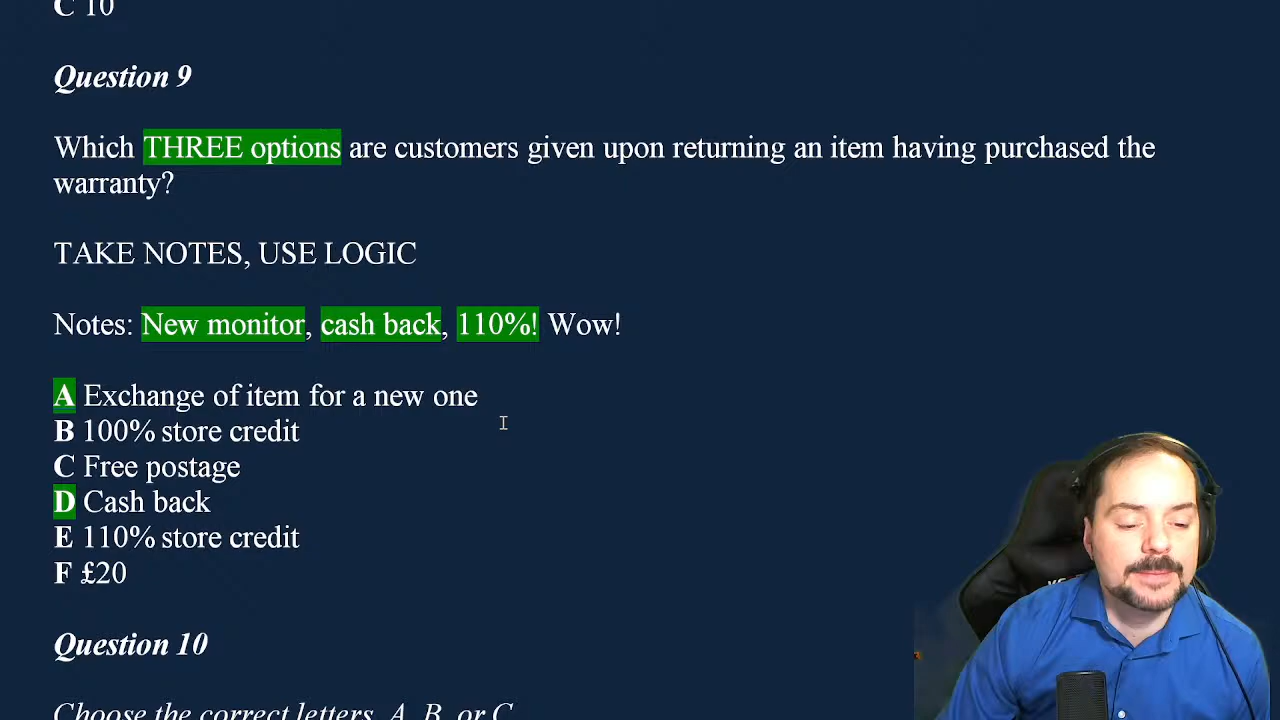 C 10
Question 9
Which THREE options are customers given upon returning an item having purchased the
warranty?
TAKE NOTES, USE LOGIC
Notes: New monitor, cash back, 110%! Wow!
A Exchange of item for a new one
B 100% store credit
C Free postage
D Cash back
E 110% store credit
F £20
Question 10
Choose the correct letters, A, B, or C